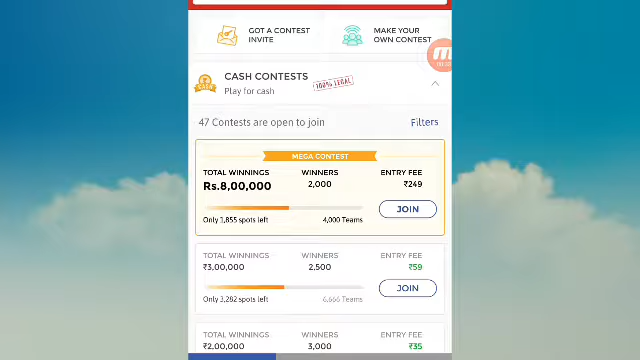 GOT A CONTEST INVITE
MAKE YOUR OWN CONTEST
CASH CONTESTS
Play for cash
100% LEGAL
47 Contests are open to join
Filters
MEGA CONTEST
TOTAL WINNINGS WINNERS ENTRY FEE
Rs.8,00,000 2,000 ₹249
JOIN
Only 1,855 spots left 4,000 Teams
TOTAL WINNINGS WINNERS ENTRY FEE
₹3,00,000 2,500 ₹59
JOIN
Only 3,282 spots left 6,666 Teams
TOTAL WINNINGS WINNERS ENTRY FEE
₹2,00,000 3,000 ₹35